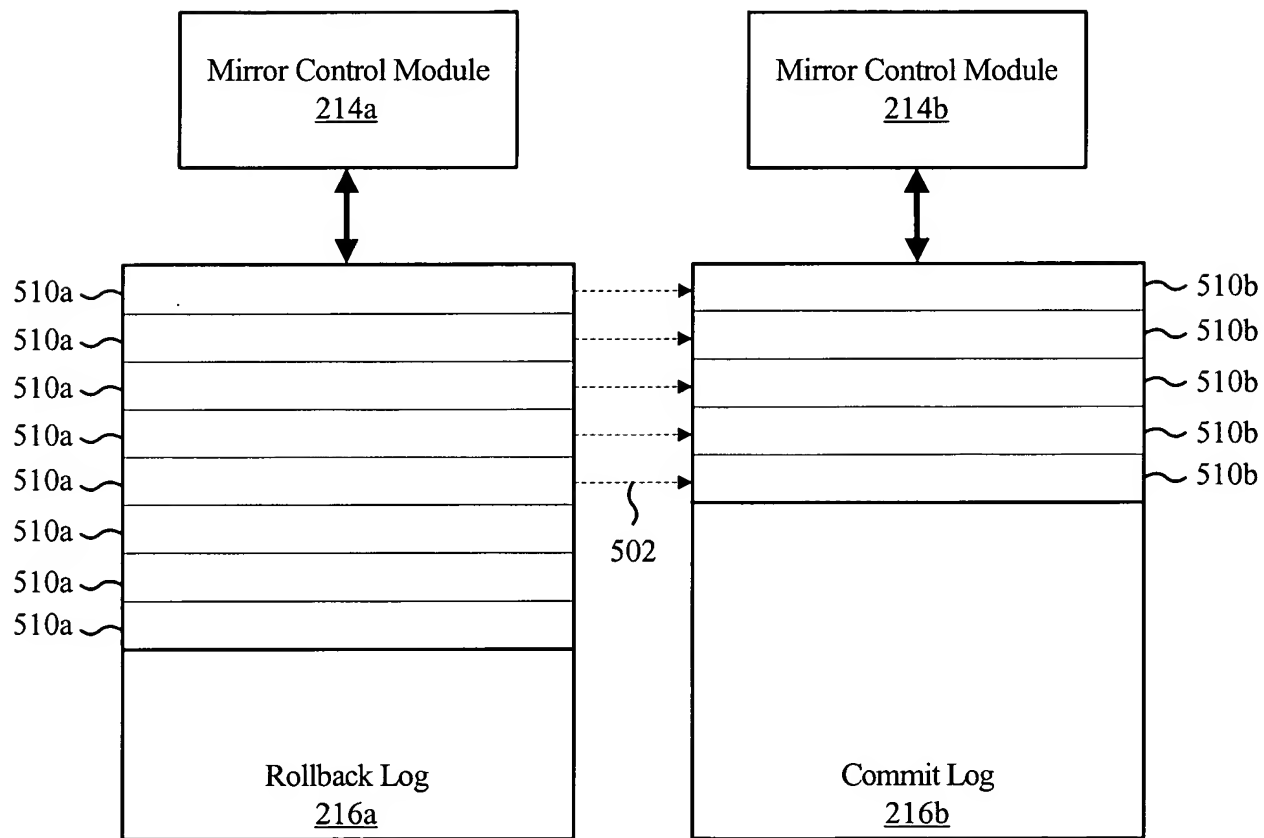 Mirror Control Module
214a
Mirror Control Module
214b
510a
510b
510a
510b
510a
510b
510a
510b
510a
510b
510a
502
510a
510a
Rollback Log
216a
Commit Log
216b